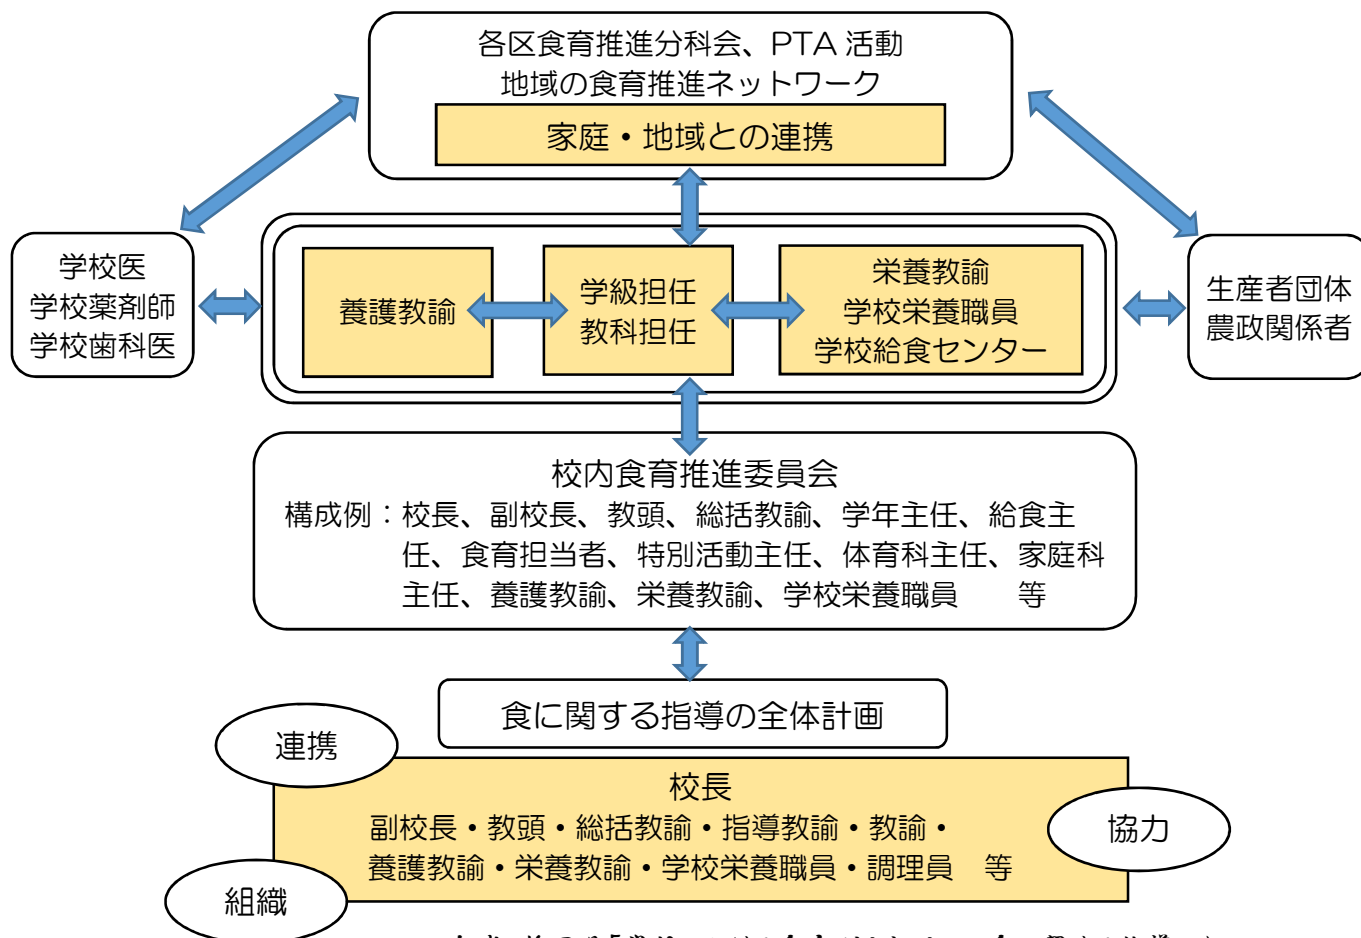 各区食育推進分科会、PTA 活動
地域の食育推進ネットワーク
家庭・地域との連携
学校医
学校薬剤師
学校歯科医
養護教諭
学級担任
教科担任
栄養教諭
学校栄養職員
学校給食センター
生産者団体
農政関係者
校内食育推進委員会
構成例：校長、副校長、教頭、総括教諭、学年主任、給食主
任、食育担当者、特別活動主任、体育科主任、家庭科
主任、養護教諭、栄養教諭、学校栄養職員　　等
食に関する指導の全体計画
連携
校長
副校長・教頭・総括教諭・指導教諭・教諭・
養護教諭・栄養教諭・学校栄養職員・調理員　等
協力
組織